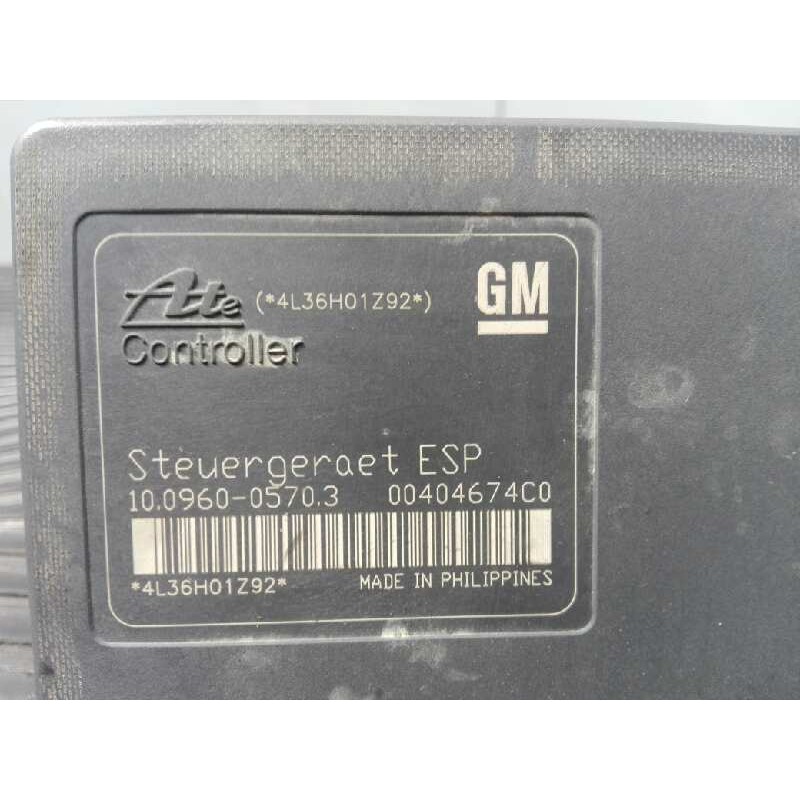 Ate (*4L36H01Z92*) GM
Controller
Steuergeraet ESP
10.0960-0570.3 00404674C0
*4L36H01Z92* MADE IN PHILIPPINES